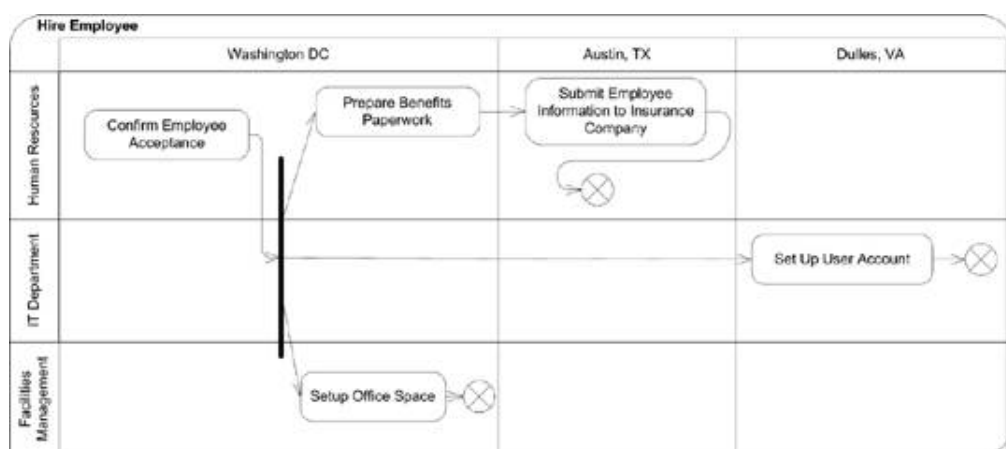 Hire Employee
Washington DC
Austin, TX
Dulles, VA
Human Resources
Confirm Employee
Acceptance
Prepare Benefits
Paperwork
Submit Employee
Information to Insurance
Company
IT Department
Set Up User Account
Facilities
Management
Setup Office Space